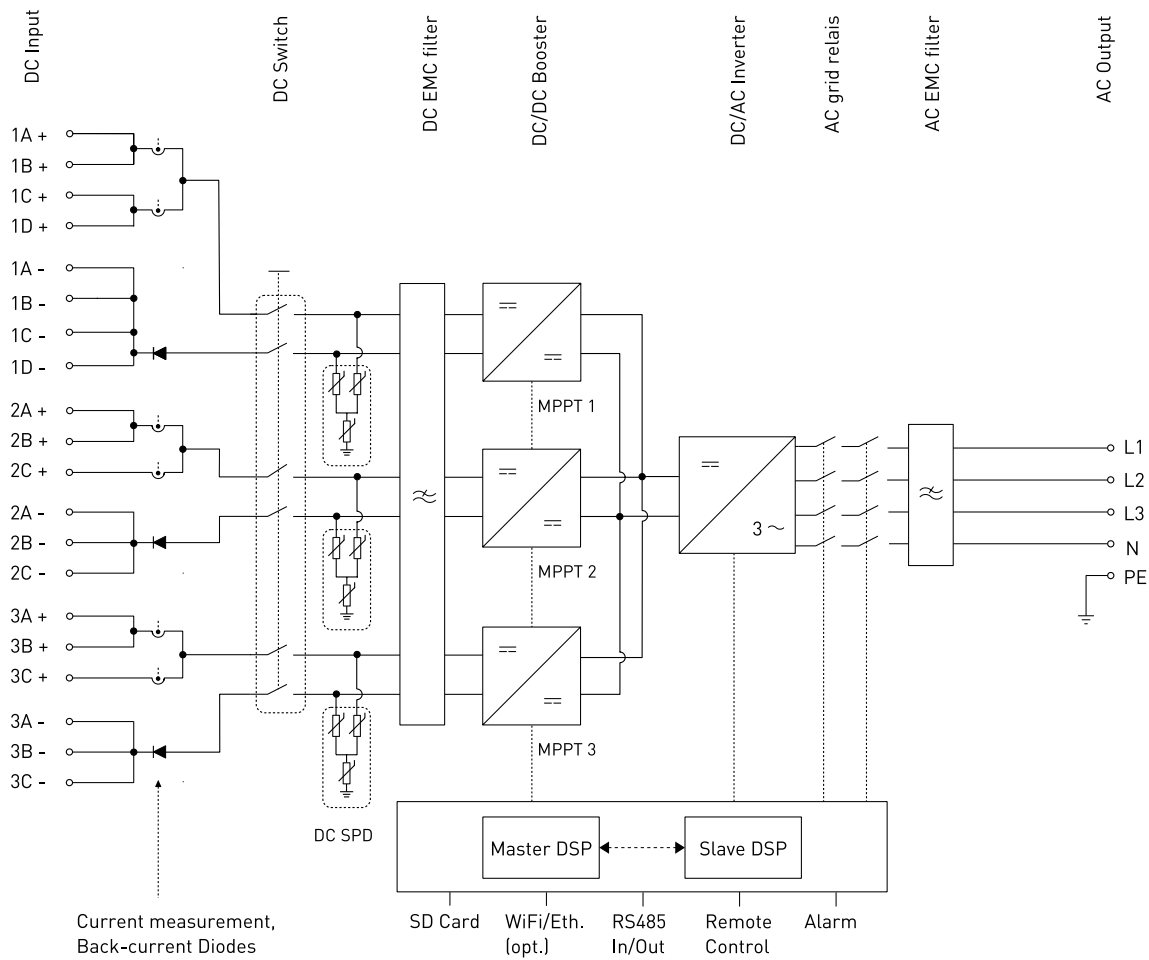 DC Input
DC Switch
DC EMC filter
DC/DC Booster
DC/AC Inverter
AC grid relais
AC EMC filter
AC Output
1A +
1B +
1C +
1D +
1A -
1B -
1C -
1D -
2A +
2B +
2C +
2A -
2B -
2C -
3A +
3B +
3C +
3A -
3B -
3C -
MPPT 1
MPPT 2
MPPT 3
3 ~
L1
L2
L3
N
PE
DC SPD
Master DSP
Slave DSP
Current measurement,
Back-current Diodes
SD Card
WiFi/Eth.
(opt.)
RS485
In/Out
Remote
Control
Alarm